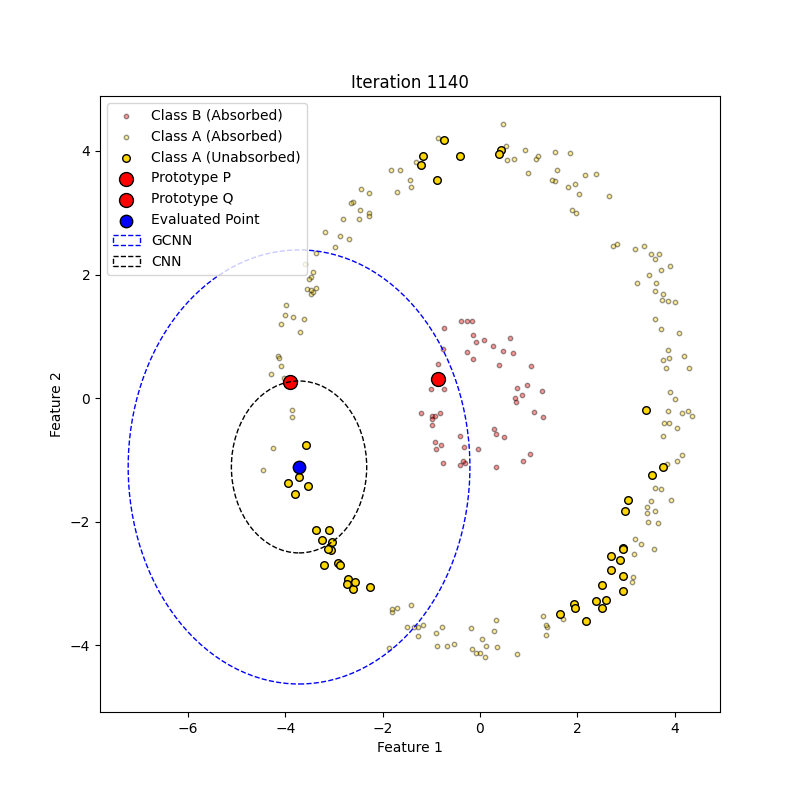 Iteration 1140
Class B (Absorbed)
Class A (Absorbed)
Class A (Unabsorbed)
Prototype P
Prototype Q
Evaluated Point
GCNN
CNN
4
2
0
−2
−4
Feature 2
−6
−4
−2
0
2
4
Feature 1